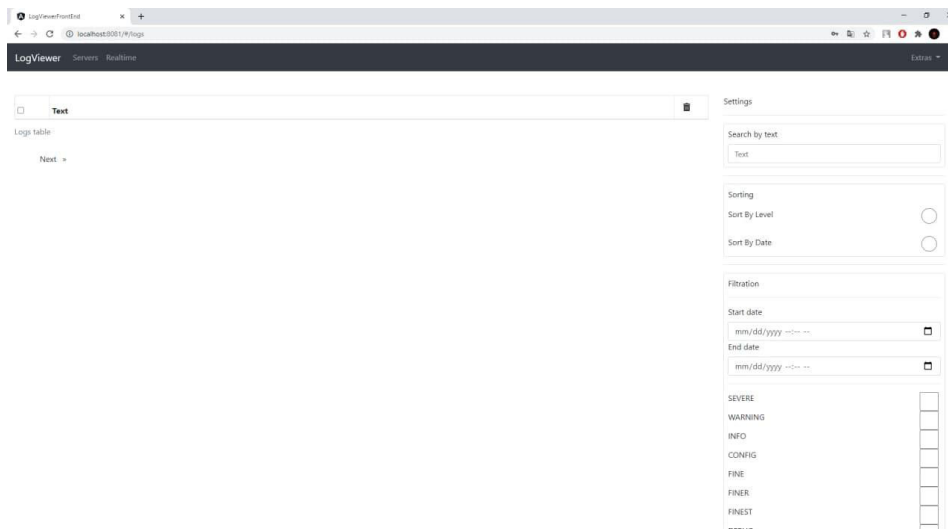 LogViewerFrontEnd
localhost:8001/#/logs
LogViewer Servers Realtime Extras
Text
Logs table
Next »
Settings
Search by text
Text
Sorting
Sort By Level
Sort By Date
Filtration
Start date
mm/dd/yyyy --:-- --
End date
mm/dd/yyyy --:-- --
SEVERE
WARNING
INFO
CONFIG
FINE
FINER
FINEST